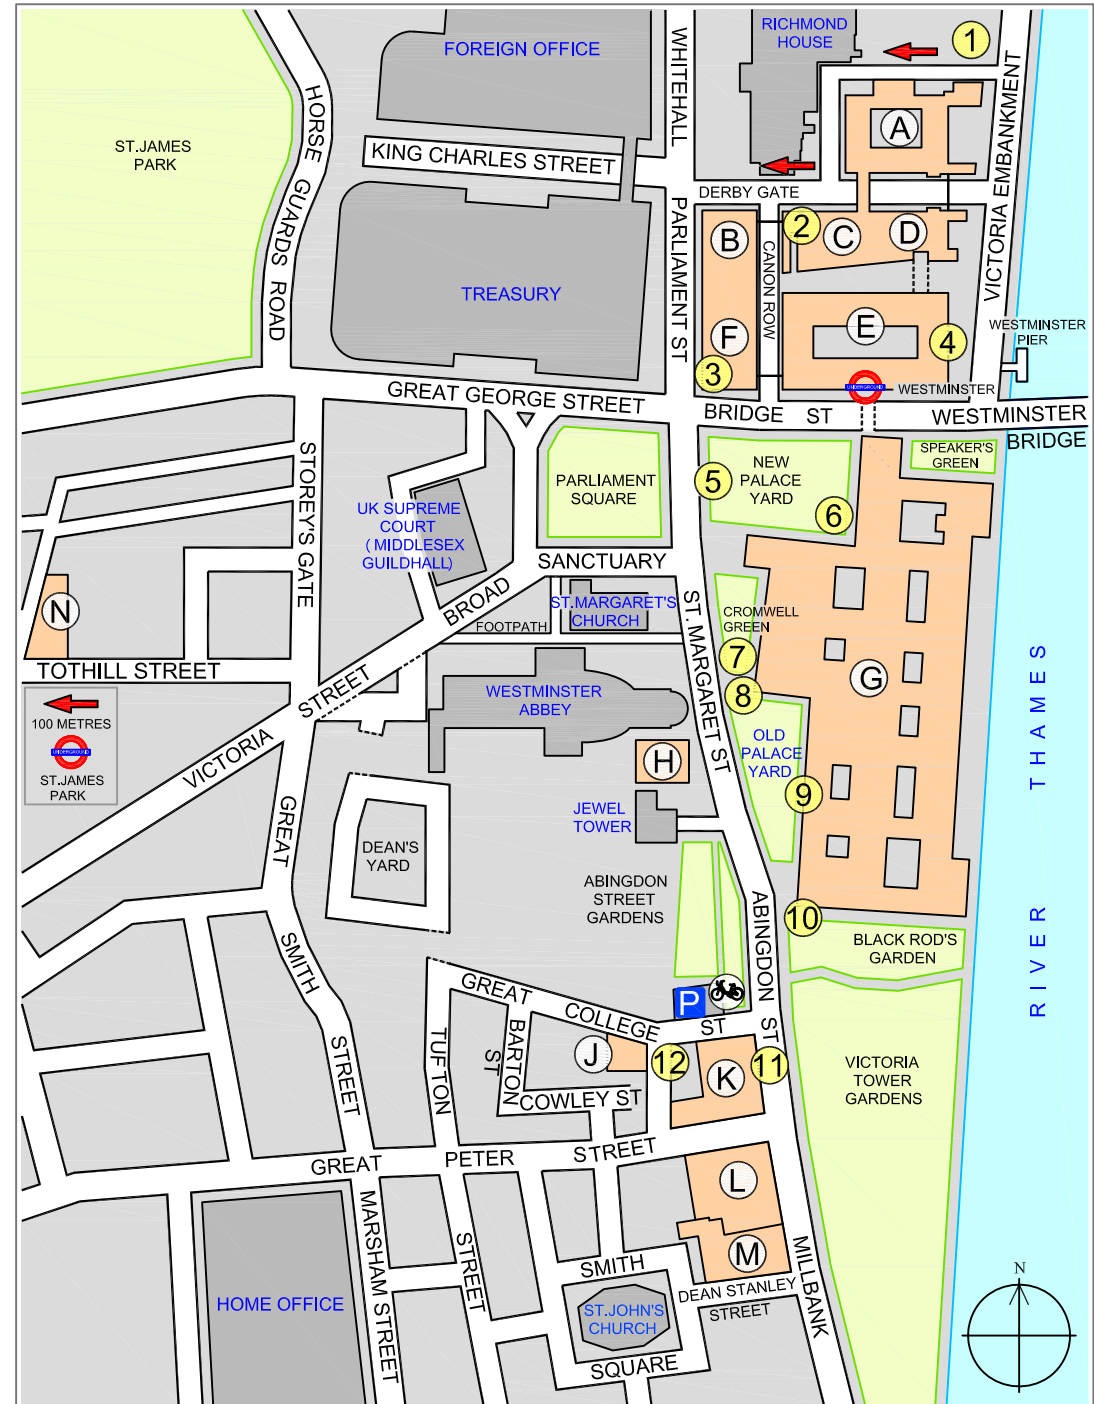 RICHMOND
HOUSE
1
FOREIGN OFFICE
WHITEHALL
HORSE GUARDS ROAD
ST.JAMES
PARK
KING CHARLES STREET
A
VICTORIA EMBANKMENT
DERBY GATE
PARLIAMENT ST
B
2
C
D
CANON ROW
TREASURY
F
E
4
WESTMINSTER
PIER
3
UNDERGROUND
WESTMINSTER
GREAT GEORGE STREET
BRIDGE ST
WESTMINSTER
BRIDGE
STOREY'S GATE
PARLIAMENT
SQUARE
5
NEW
PALACE
YARD
6
SPEAKER'S
GREEN
UK SUPREME
COURT
( MIDDLESEX
GUILDHALL)
BROAD
SANCTUARY
N
ST.MARGARET'S
CHURCH
FOOTPATH
CROMWELL
GREEN
ST.MARGARET ST
7
8
G
TOTHILL STREET
100 METRES
UNDERGROUND
ST.JAMES
PARK
VICTORIA STREET
WESTMINSTER
ABBEY
H
OLD
PALACE
YARD
9
JEWEL
TOWER
GREAT
SMITH
STREET
DEAN'S
YARD
ABINGDON
STREET
GARDENS
ABINGDON ST
10
BLACK ROD'S
GARDEN
RIVER THAMES
GREAT
COLLEGE
ST
P
TUFTON
STREET
BARTON
ST
COWLEY ST
J
12
K
11
VICTORIA
TOWER
GARDENS
GREAT PETER STREET
L
M
MARSHAM STREET
HOME OFFICE
SMITH
SQUARE
ST.JOHN'S
CHURCH
DEAN STANLEY
STREET
MILLBANK
N